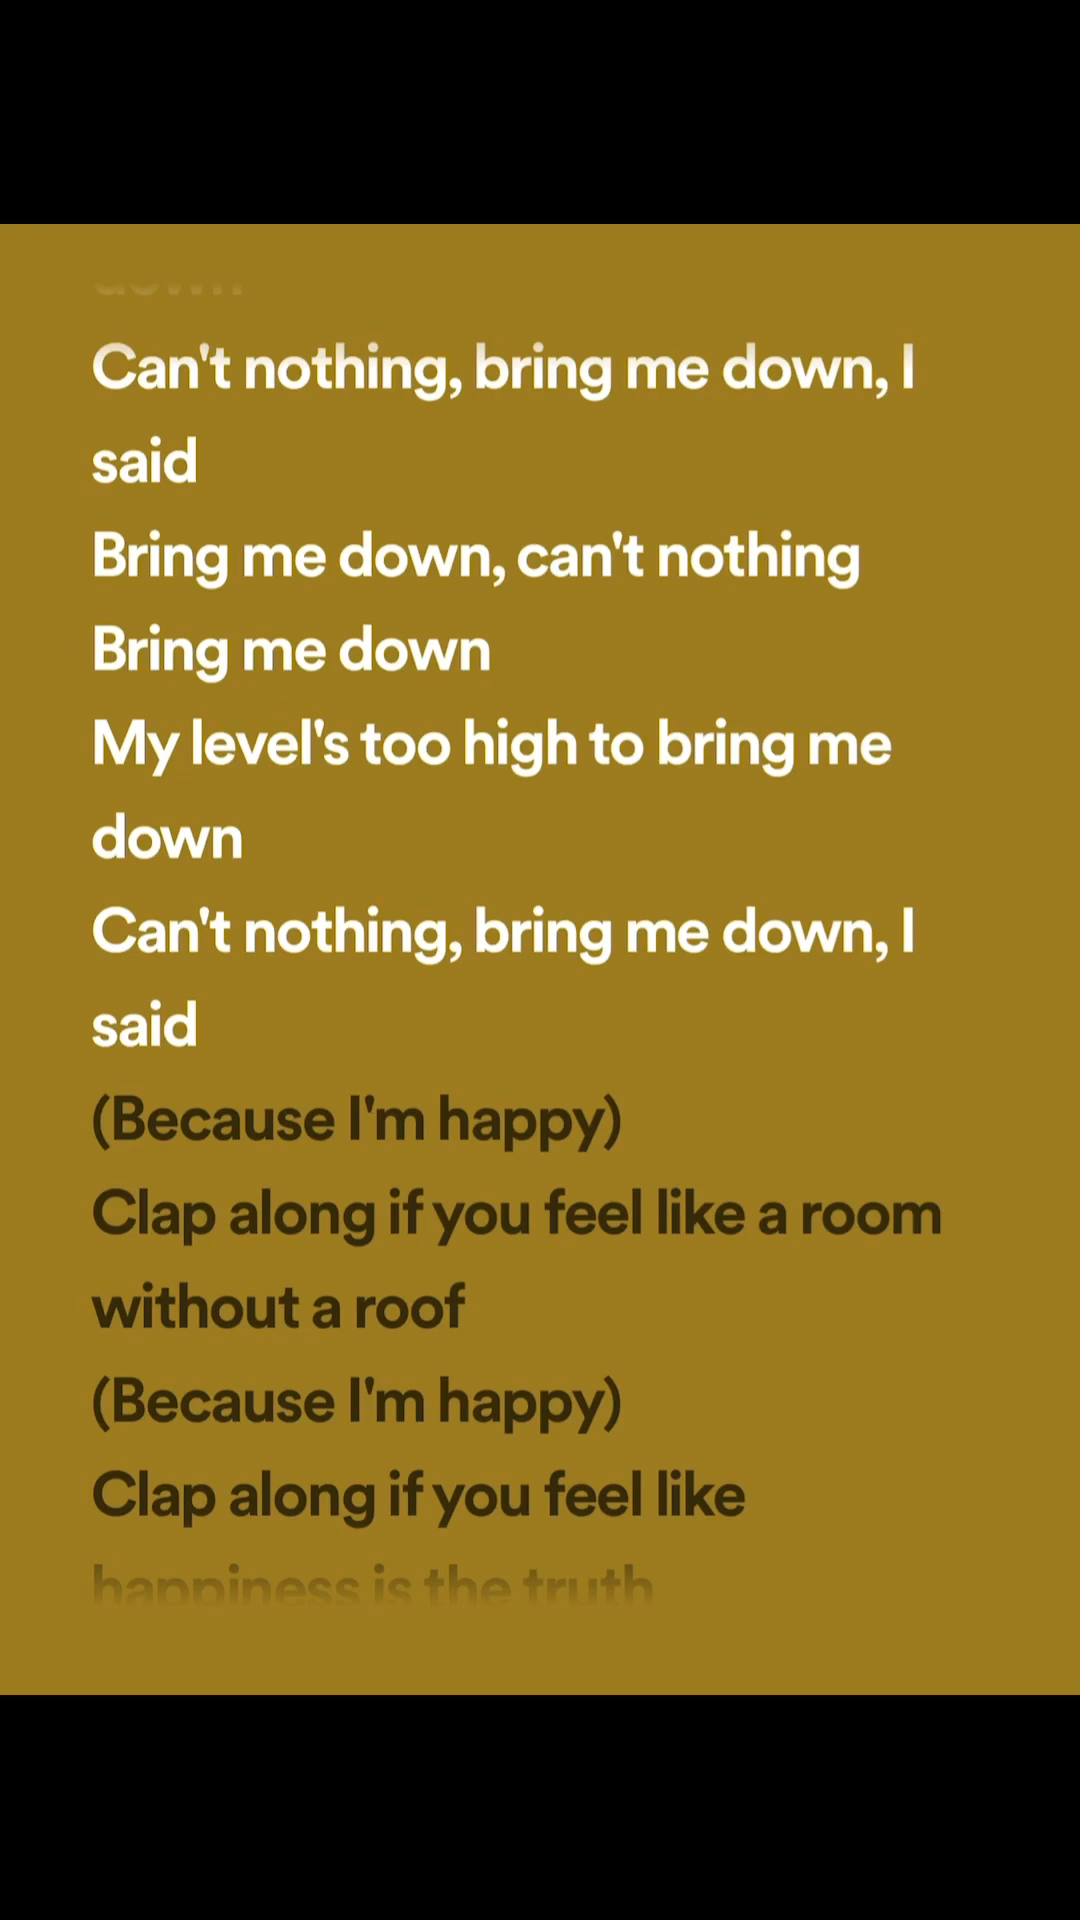 down
Can't nothing, bring me down, I
said
Bring me down, can't nothing
Bring me down
My level's too high to bring me
down
Can't nothing, bring me down, I
said
(Because I'm happy)
Clap along if you feel like a room
without a roof
(Because I'm happy)
Clap along if you feel like
happiness is the truth